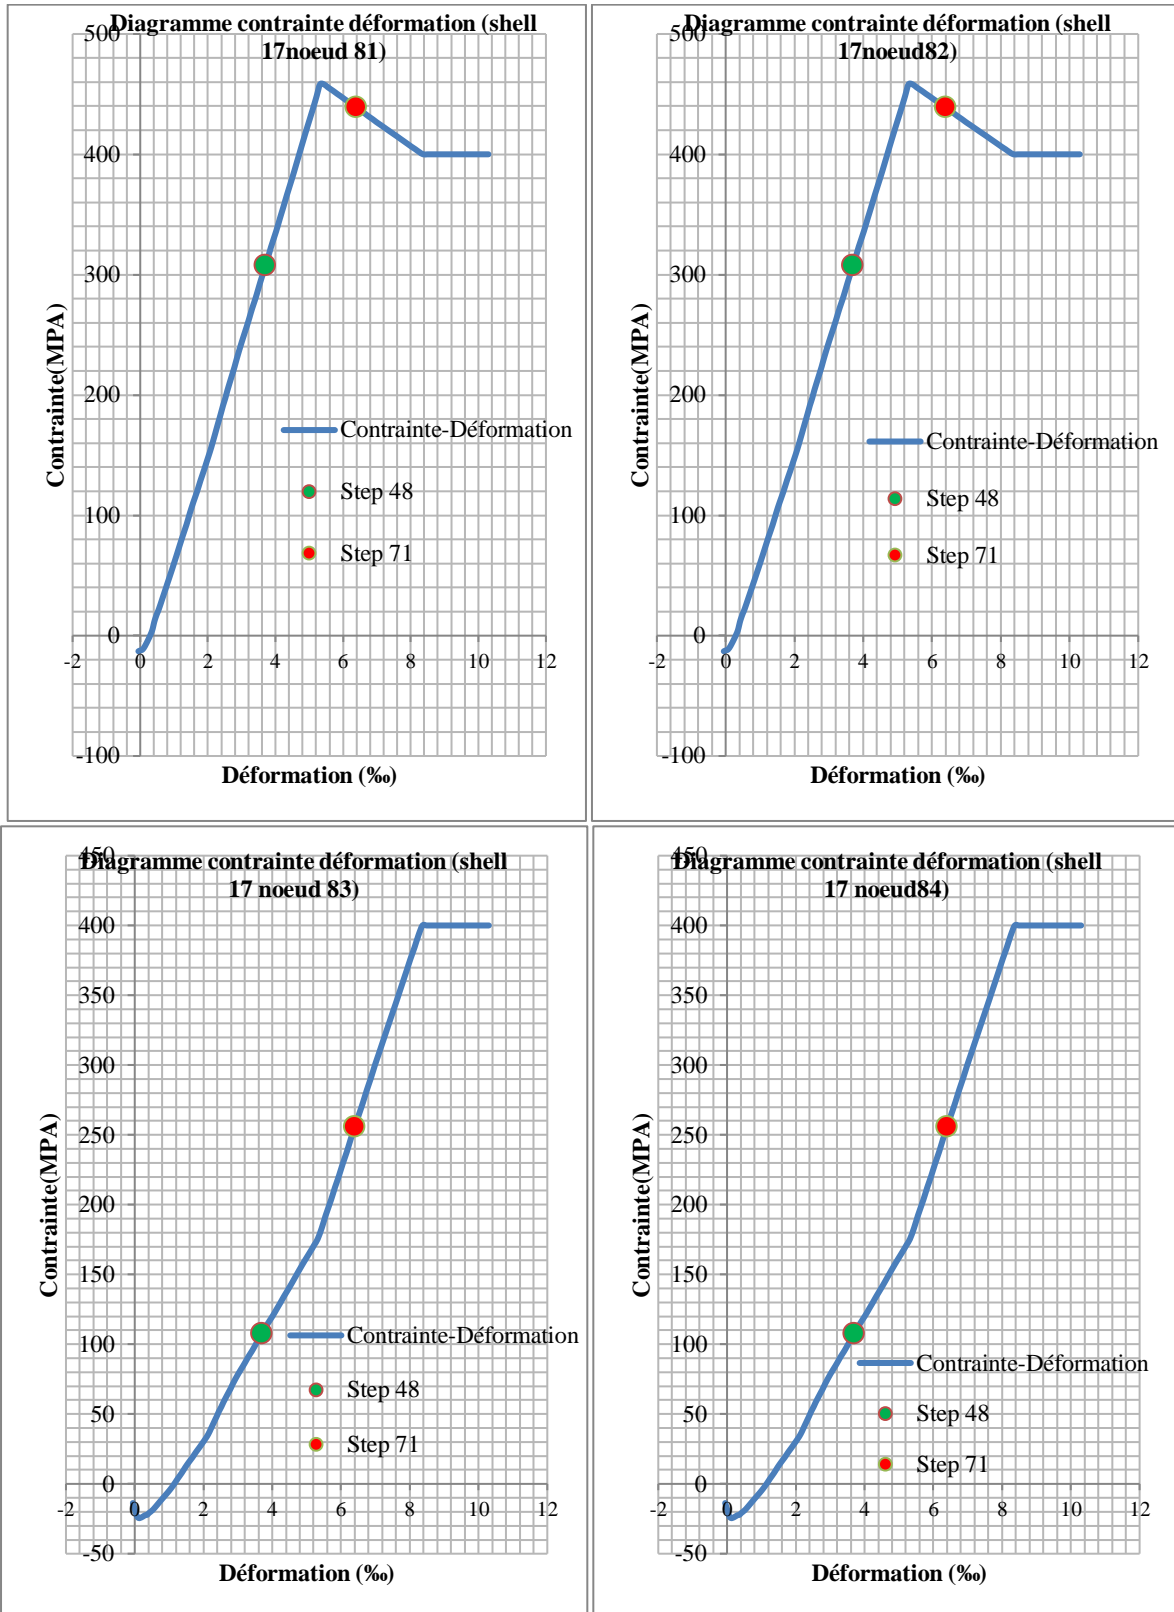 Diagramme contrainte déformation (shell
17noeud 81)
500
400
300
200
100
0
-100
-2 0 2 4 6 8 10 12
Contrainte(MPA)
Déformation (‰)
Contrainte-Déformation
Step 48
Step 71
Diagramme contrainte déformation (shell
17noeud82)
500
400
300
200
100
0
-100
-2 0 2 4 6 8 10 12
Contrainte(MPA)
Déformation (‰)
Contrainte-Déformation
Step 48
Step 71
Diagramme contrainte déformation (shell
17 noeud 83)
450
400
350
300
250
200
150
100
50
0
-50
-2 0 2 4 6 8 10 12
Contrainte(MPA)
Déformation (‰)
Contrainte-Déformation
Step 48
Step 71
Diagramme contrainte déformation (shell
17 noeud84)
450
400
350
300
250
200
150
100
50
0
-50
-2 0 2 4 6 8 10 12
Contrainte(MPA)
Déformation (‰)
Contrainte-Déformation
Step 48
Step 71